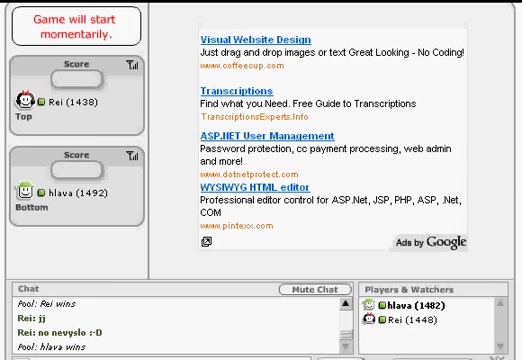 Game will start
momentarily.
Score
Rei (1438)
Top
Score
hlava (1492)
Bottom
Visual Website Design
Just drag and drop images or text Great Looking - No Coding!
www.coffeecup.com
Transcriptions
Find what you Need. Free Guide to Transcriptions
TranscriptionsExperts.Info
ASP.NET User Management
Password protection, cc payment processing, web admin
and more!
www.dotnetprotect.com
WYSIWYG HTML editor
Professional editor control for ASP.Net, JSP, PHP, ASP, .Net,
COM
www.pintexx.com
Ads by Google
Chat
Mute Chat
Pool: Rei wins
Rei: jj
Rei: no nevyslo :-D
Pool: hlava wins
Players & Watchers
hlava (1482)
Rei (1448)